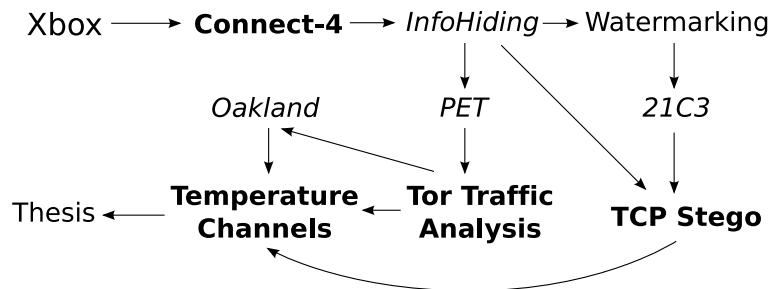 Xbox
Connect-4
InfoHiding
Watermarking
Oakland
PET
21C3
Thesis
Temperature
Channels
Tor Traffic
Analysis
TCP Stego